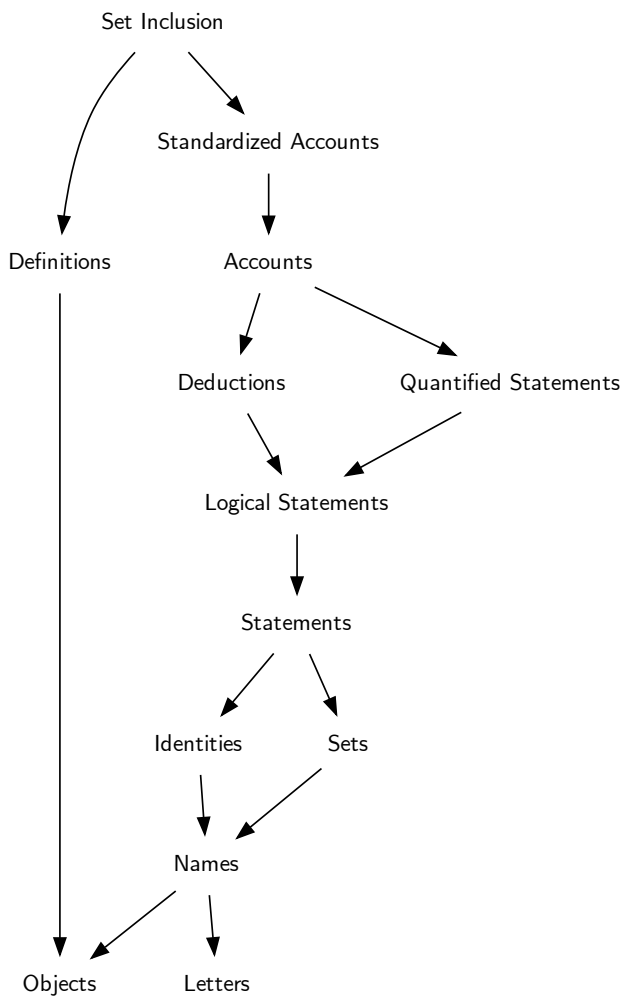 Set Inclusion
Standardized Accounts
Definitions
Accounts
Deductions
Quantified Statements
Logical Statements
Statements
Identities
Sets
Names
Objects
Letters